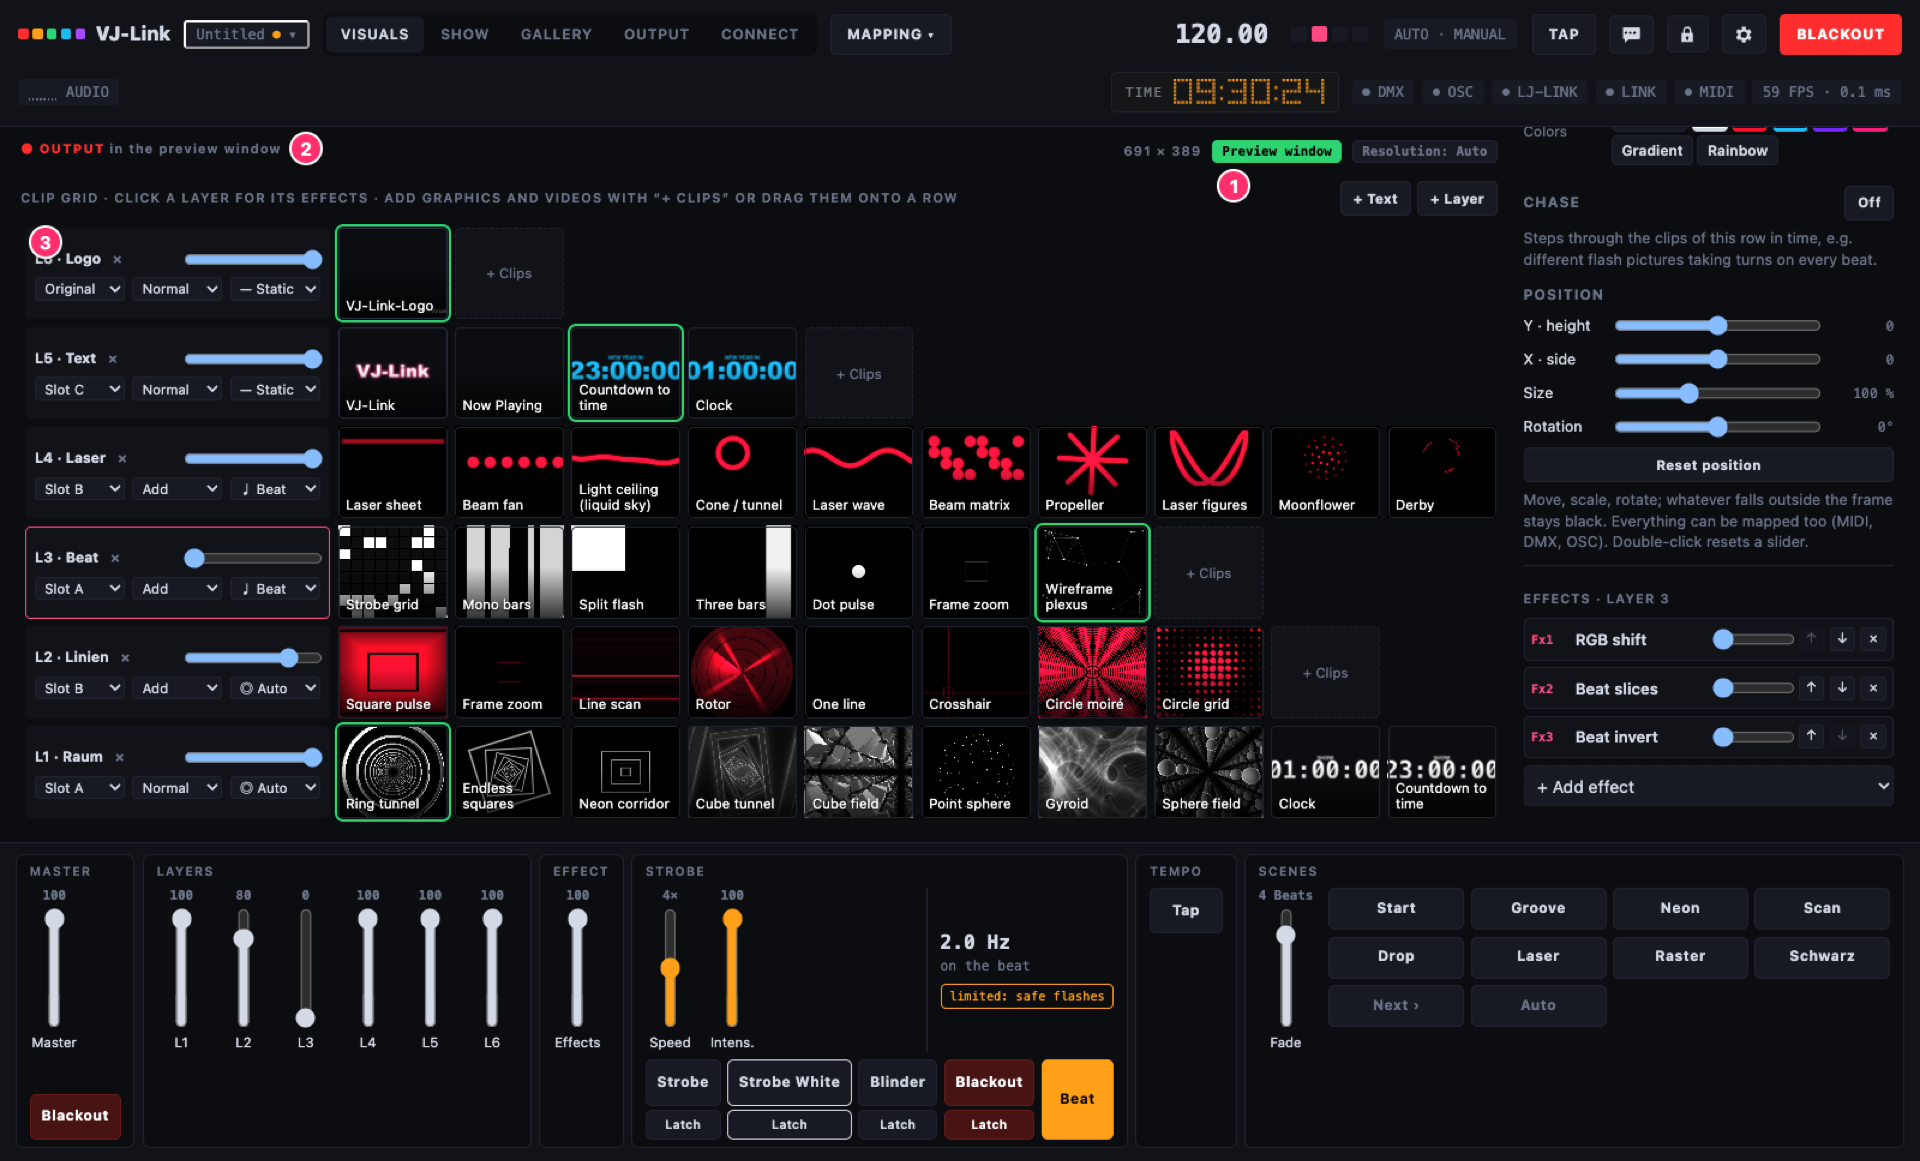 VJ-Link
Untitled
VISUALS
SHOW
GALLERY
OUTPUT
CONNECT
MAPPING
120.00
AUTO · MANUAL
TAP
BLACKOUT
AUDIO
TIME 09:30:24
DMX
OSC
LJ-LINK
LINK
MIDI
59 FPS · 0.1 ms
OUTPUT in the preview window
2
691 × 389
Preview window
Resolution: Auto
1
CLIP GRID · CLICK A LAYER FOR ITS EFFECTS · ADD GRAPHICS AND VIDEOS WITH “+ CLIPS” OR DRAG THEM ONTO A ROW
+ Text
+ Layer
3
L6 · Logo ×
Original
Normal
— Static
VJ-Link-Logo
+ Clips
L5 · Text ×
Slot C
Normal
— Static
VJ-Link
VJ-Link
Now Playing
NEW YEAR IN
23:00:00
Countdown to
time
01:00:00
Clock
+ Clips
L4 · Laser ×
Slot B
Add
♩ Beat
Laser sheet
Beam fan
Light ceiling
(liquid sky)
Cone / tunnel
Laser wave
Beam matrix
Propeller
Laser figures
Moonflower
Derby
L3 · Beat ×
Slot A
Add
♩ Beat
Strobe grid
Mono bars
Split flash
Three bars
Dot pulse
Frame zoom
Wireframe
plexus
+ Clips
L2 · Linien ×
Slot B
Add
◎ Auto
Square pulse
Frame zoom
Line scan
Rotor
One line
Crosshair
Circle moiré
Circle grid
+ Clips
L1 · Raum ×
Slot A
Normal
◎ Auto
Ring tunnel
Endless
squares
Neon corridor
Cube tunnel
Cube field
Point sphere
Gyroid
Sphere field
01:00:00
Clock
23:00:00
Countdown to
time
Colors
Gradient
Rainbow
CHASE
Off
Steps through the clips of this row in time, e.g.
different flash pictures taking turns on every beat.
POSITION
Y · height 0
X · side 0
Size 100 %
Rotation 0°
Reset position
Move, scale, rotate; whatever falls outside the frame
stays black. Everything can be mapped too (MIDI,
DMX, OSC). Double-click resets a slider.
EFFECTS · LAYER 3
Fx1 RGB shift ↑ ↓ ×
Fx2 Beat slices ↑ ↓ ×
Fx3 Beat invert ↑ ↓ ×
+ Add effect
MASTER
100
Master
Blackout
LAYERS
100 80 0 100 100 100
L1 L2 L3 L4 L5 L6
EFFECT
100
Effects
STROBE
4× 100
Speed Intens.
2.0 Hz
on the beat
limited: safe flashes
Strobe
Strobe White
Blinder
Blackout
Beat
Latch
Latch
Latch
Latch
TEMPO
Tap
SCENES
4 Beats
Fade
Start
Groove
Neon
Scan
Drop
Laser
Raster
Schwarz
Next ›
Auto